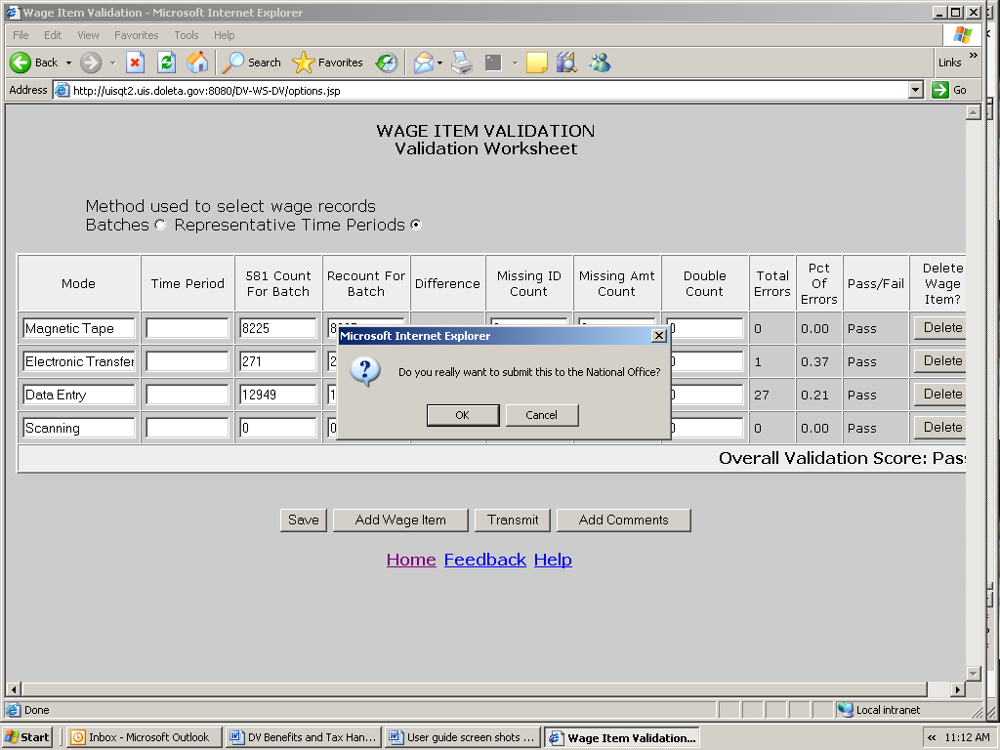 Wage Item Validation - Microsoft Internet Explorer
File Edit View Favorites Tools Help
Back Search Favorites Links »
Address http://uisqt2.uis.doleta.gov:8080/DV-WS-DV/options.jsp Go
WAGE ITEM VALIDATION
Validation Worksheet
Method used to select wage records
Batches Representative Time Periods
Mode Time Period 581 Count For Batch Recount For Batch Difference Missing ID Count Missing Amt Count Double Count Total Errors Pct Of Errors Pass/Fail Delete Wage Item?
Magnetic Tape 8225 0 0.00 Pass Delete
Electronic Transfer 271 1 0.37 Pass Delete
Data Entry 12949 27 0.21 Pass Delete
Scanning 0 0 0.00 Pass Delete
Microsoft Internet Explorer
Do you really want to submit this to the National Office?
OK Cancel
Overall Validation Score: Pass
Save Add Wage Item Transmit Add Comments
Home Feedback Help
Done Local intranet
Start Inbox - Microsoft Outlook DV Benefits and Tax Han... User guide screen shots ... Wage Item Validation... « 11:12 AM